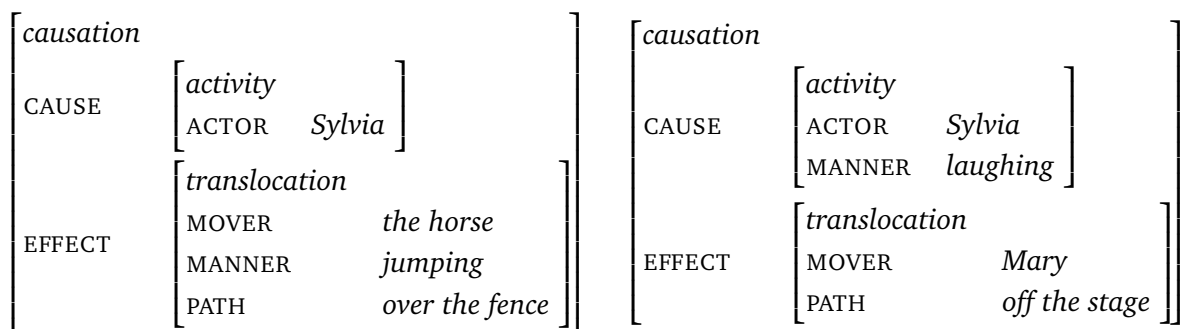 causation
CAUSE
activity
ACTOR Sylvia
EFFECT
translocation
MOVER the horse
MANNER jumping
PATH over the fence
causation
CAUSE
activity
ACTOR Sylvia
MANNER laughing
EFFECT
translocation
MOVER Mary
PATH off the stage